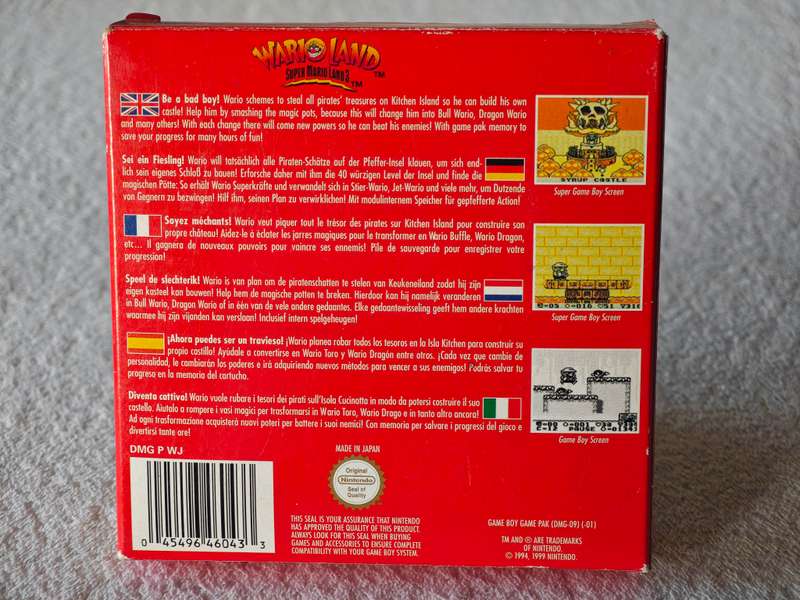 WARIO LAND™
SUPER MARIO LAND 3™
Be a bad boy! Wario schemes to steal all pirates' treasures on Kitchen Island so he can build his own
castle! Help him by smashing the magic pots, because this will change him into Bull Wario, Dragon Wario
and many others! With each change there will come new powers so he can beat his enemies! With game pak memory to
save your progress for many hours of fun!
Sei ein Fiesling! Wario will tatsächlich alle Piraten-Schätze auf der Pfeffer-Insel klauen, um sich end-
lich sein eigenes Schloß zu bauen! Erforsche daher mit ihm die 40 würzigen Level der Insel und finde die
magischen Pötte: So erhält Wario Superkräfte und verwandelt sich in Stier-Wario, Jet-Wario und viele mehr, um Dutzende
von Gegnern zu bezwingen! Hilf ihm, seinen Plan zu verwirklichen! Mit modulinternem Speicher für gepfefferte Action!
Soyez méchants! Wario veut piquer tout le trésor des pirates sur Kitchen Island pour construire son
propre château! Aidez-le à éclater les jarres magiques pour le transformer en Wario Buffle, Wario Dragon,
etc... Il gagnera de nouveaux pouvoirs pour vaincre ses ennemis! Pile de sauvegarde pour enregistrer votre
progression!
Speel de slechterik! Wario is van plan om de piratenschatten te stelen van Keukeneiland zodat hij zijn
eigen kasteel kan bouwen! Help hem de magische potten te breken. Hierdoor kan hij namelijk veranderen
in Bull Wario, Dragon Wario of in één van de vele andere gedaantes. Elke gedaantewisseling geeft hem andere krachten
waarmee hij zijn vijanden kan verslaan! Inclusief intern spelgeheugen!
¡Ahora puedes ser un travieso! ¡Wario planea robar todos los tesoros en la Isla Kitchen para construir su
propio castillo! Ayúdale a convertirse en Wario Toro y Wario Dragón entre otros. ¡Cada vez que cambie de
personalidad, le cambiarán los poderes e irá adquiriendo nuevos métodos para vencer a sus enemigos! Podrás salvar tu
progreso en la memoria del cartucho.
Diventa cattivo! Wario vuole rubare i tesori dei pirati sull'Isola Cucinotta in modo da potersi costruire il suo
castello. Aiutalo a rompere i vasi magici per trasformarsi in Wario Toro, Wario Drago e in tanto altro ancora!
Ad ogni trasformazione acquisterà nuovi poteri per battere i suoi nemici! Con memoria per salvare i progressi del gioco e
divertirsi tante ore!
SYRUP CASTLE
Super Game Boy Screen
Super Game Boy Screen
PAUSE
Game Boy Screen
DMG P WJ
0 45496 46043 3
MADE IN JAPAN
Original
Nintendo
Seal of
Quality
THIS SEAL IS YOUR ASSURANCE THAT NINTENDO
HAS APPROVED THE QUALITY OF THIS PRODUCT.
ALWAYS LOOK FOR THIS SEAL WHEN BUYING
GAMES AND ACCESSORIES TO ENSURE COMPLETE
COMPATIBILITY WITH YOUR GAME BOY SYSTEM.
GAME BOY GAME PAK (DMG-09) (-01)
TM AND ® ARE TRADEMARKS
OF NINTENDO.
© 1994, 1999 NINTENDO.